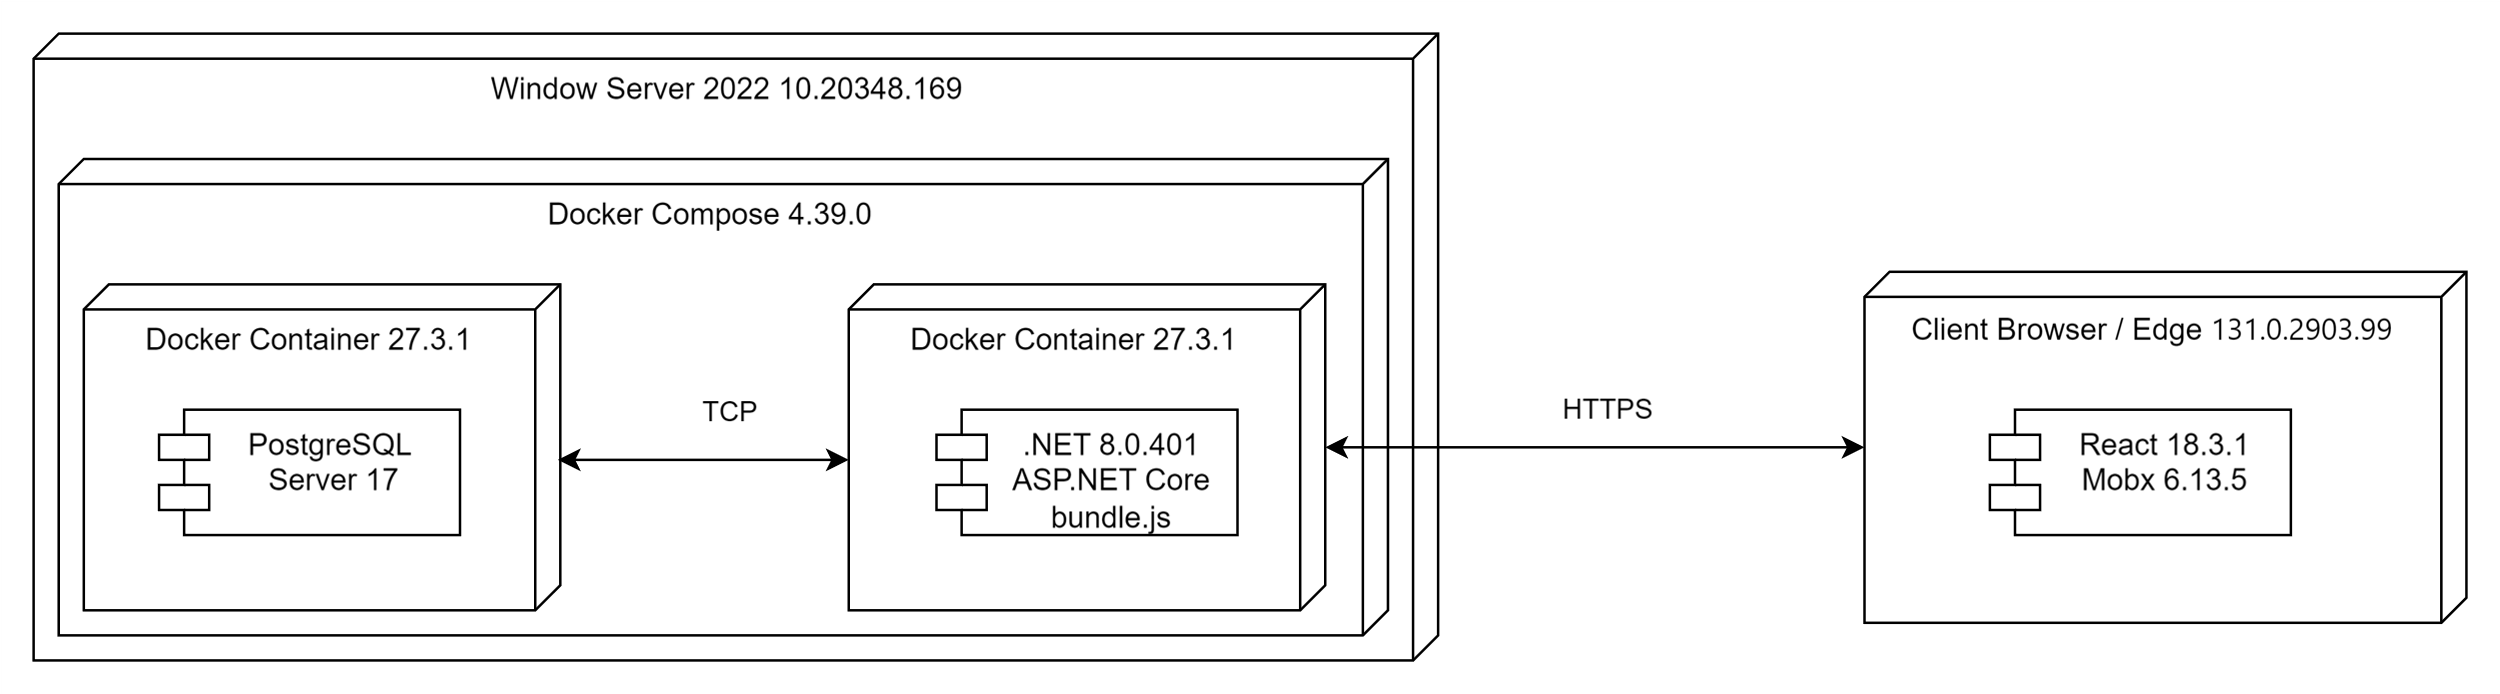 Window Server 2022 10.20348.169
Docker Compose 4.39.0
Docker Container 27.3.1
PostgreSQL
Server 17
TCP
Docker Container 27.3.1
.NET 8.0.401
ASP.NET Core
bundle.js
HTTPS
Client Browser / Edge 131.0.2903.99
React 18.3.1
Mobx 6.13.5